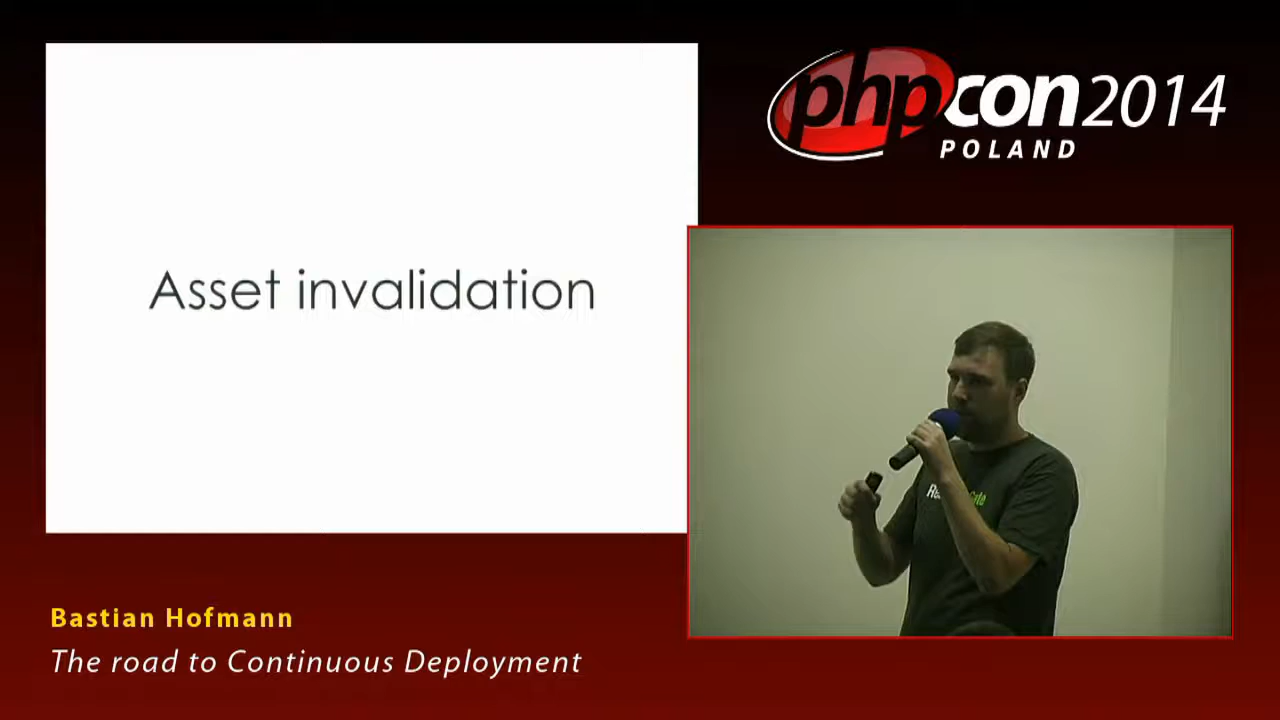 Asset invalidation
phpcon2014
POLAND
Bastian Hofmann
The road to Continuous Deployment